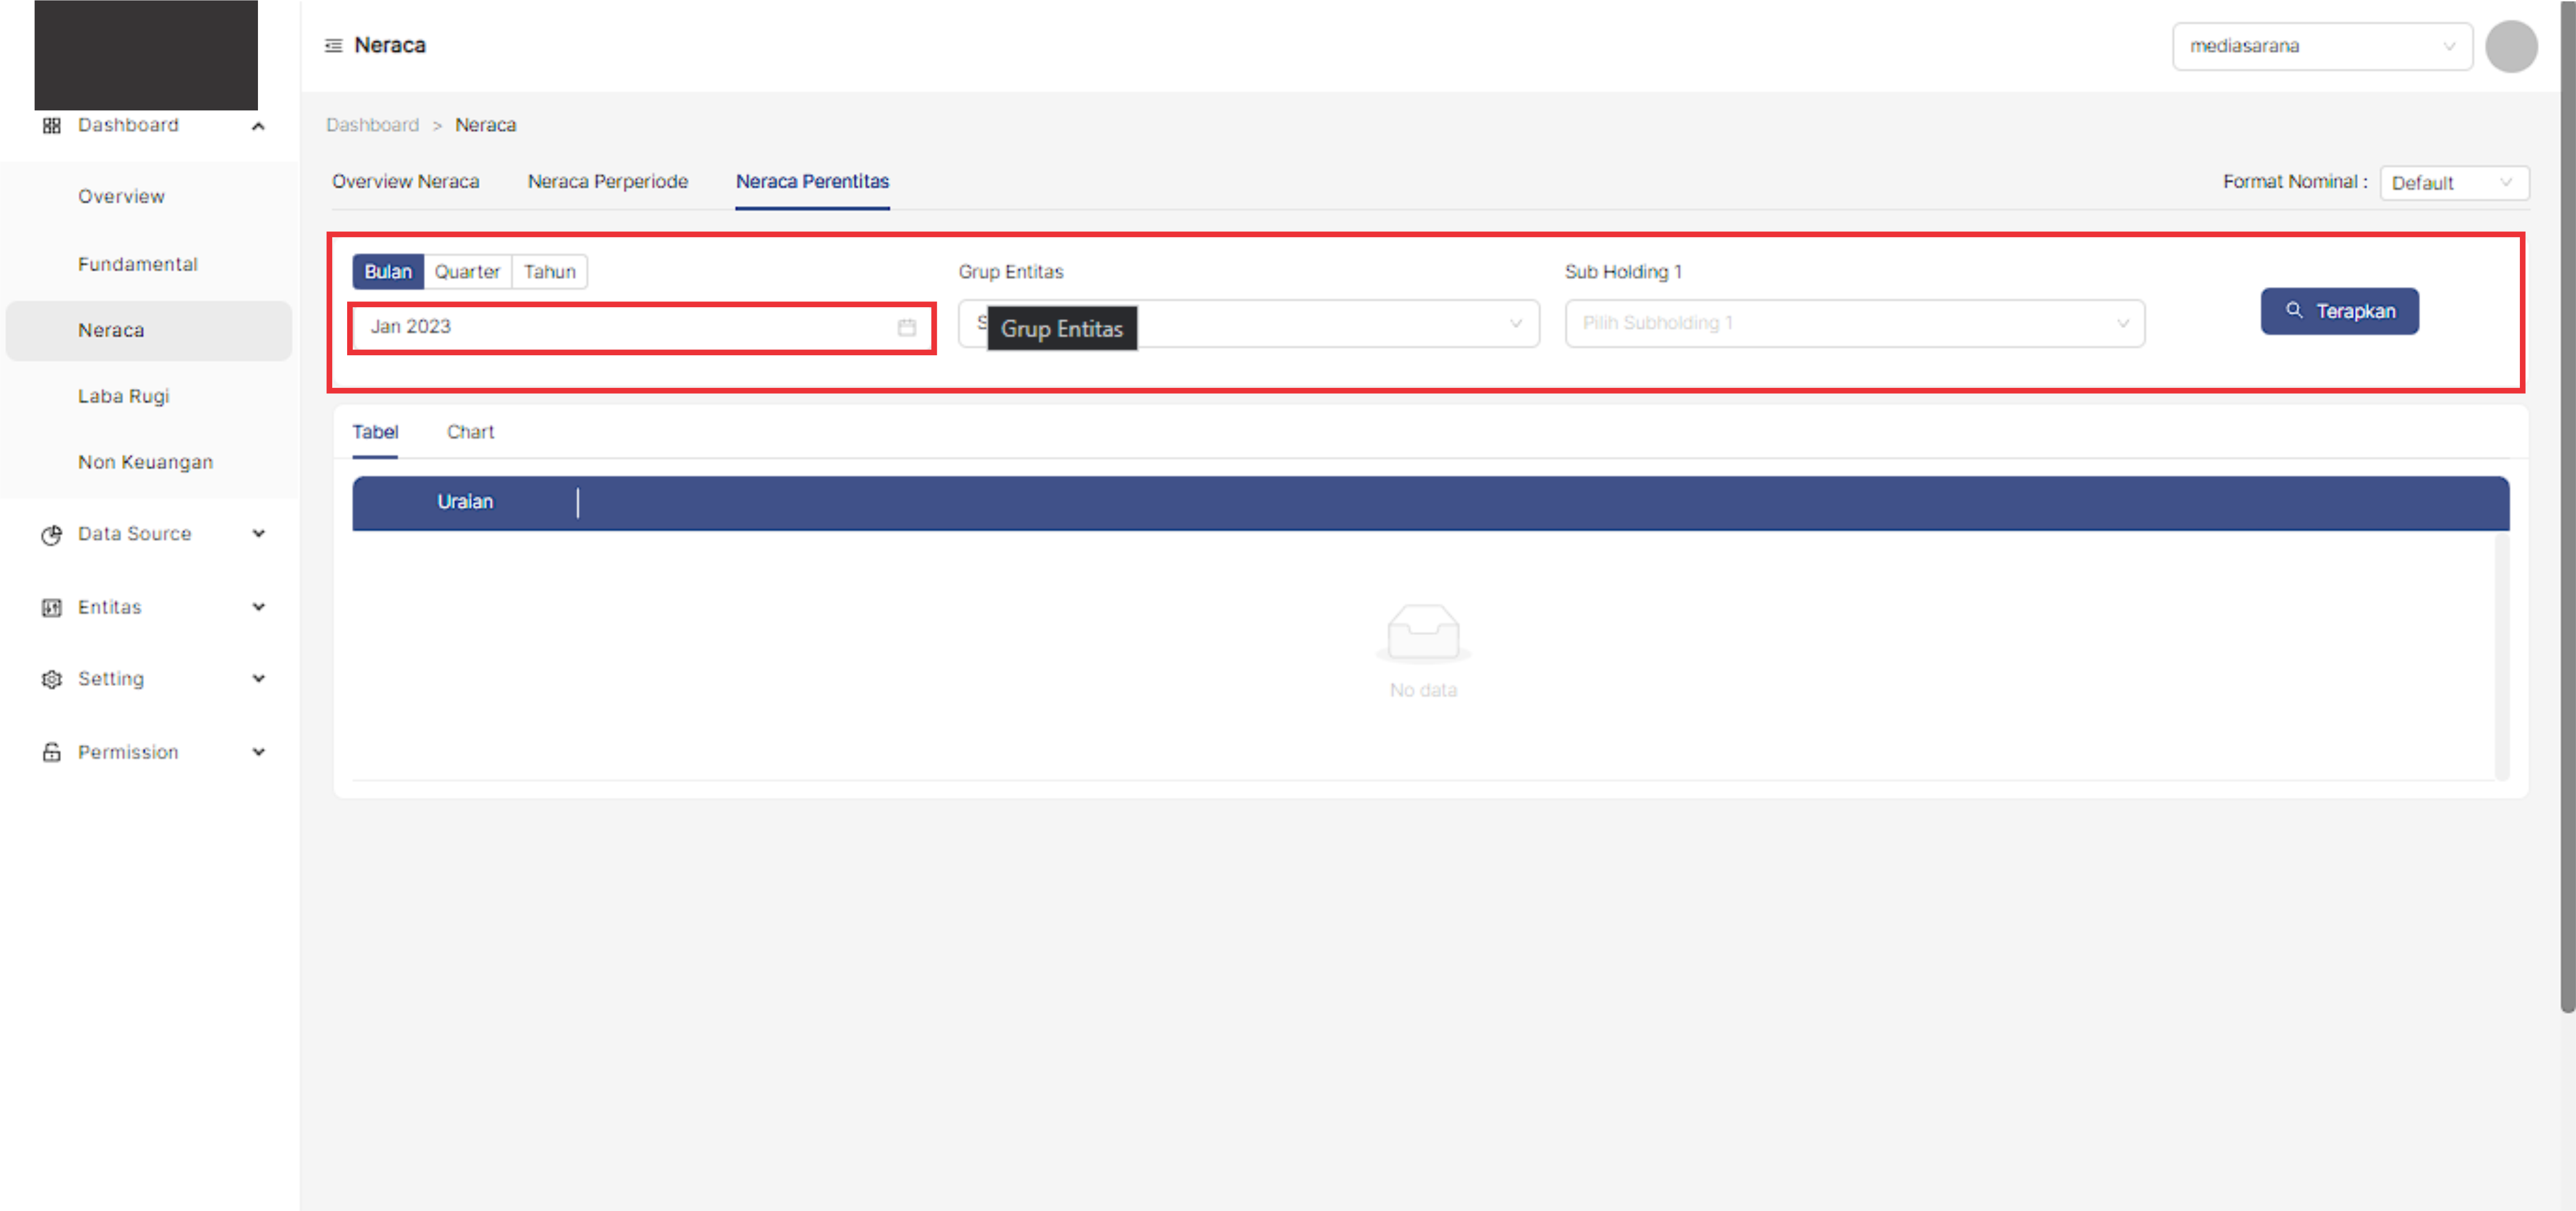 Neraca
mediasarana
Dashboard
Dashboard > Neraca
Overview Neraca Neraca Perperiode Neraca Perentitas Format Nominal : Default
Overview
Fundamental
Neraca
Laba Rugi
Non Keuangan
Data Source
Entitas
Setting
Permission
Bulan Quarter Tahun
Jan 2023
Grup Entitas
Grup Entitas
Sub Holding 1
Pilih Subholding 1
Terapkan
Tabel Chart
Uraian
No data